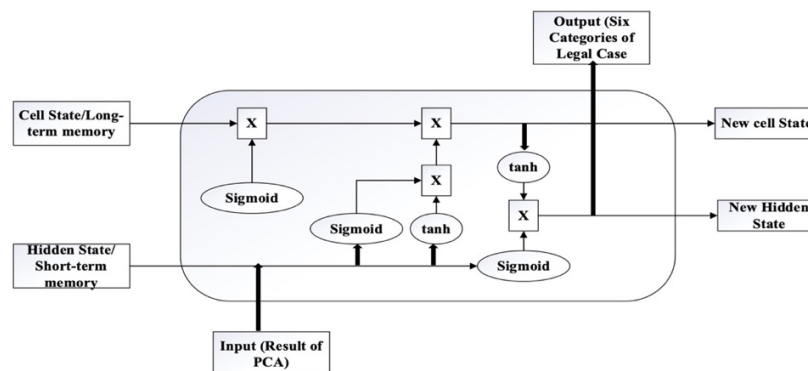 Output (Six
Categories of
Legal Case
Cell State/Long-
term memory
X
X
New cell State
tanh
X
Sigmoid
Sigmoid
tanh
X
New Hidden
State
Hidden State/
Short-term
memory
Sigmoid
Input (Result of
PCA)